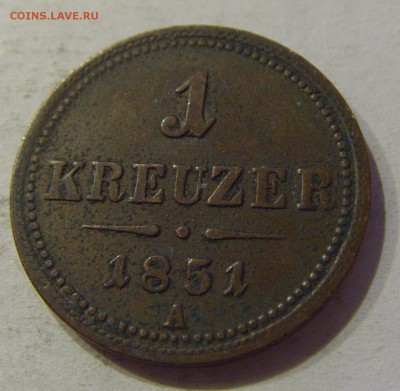 COINS.LAVE.RU
1
KREUZER
1851
A